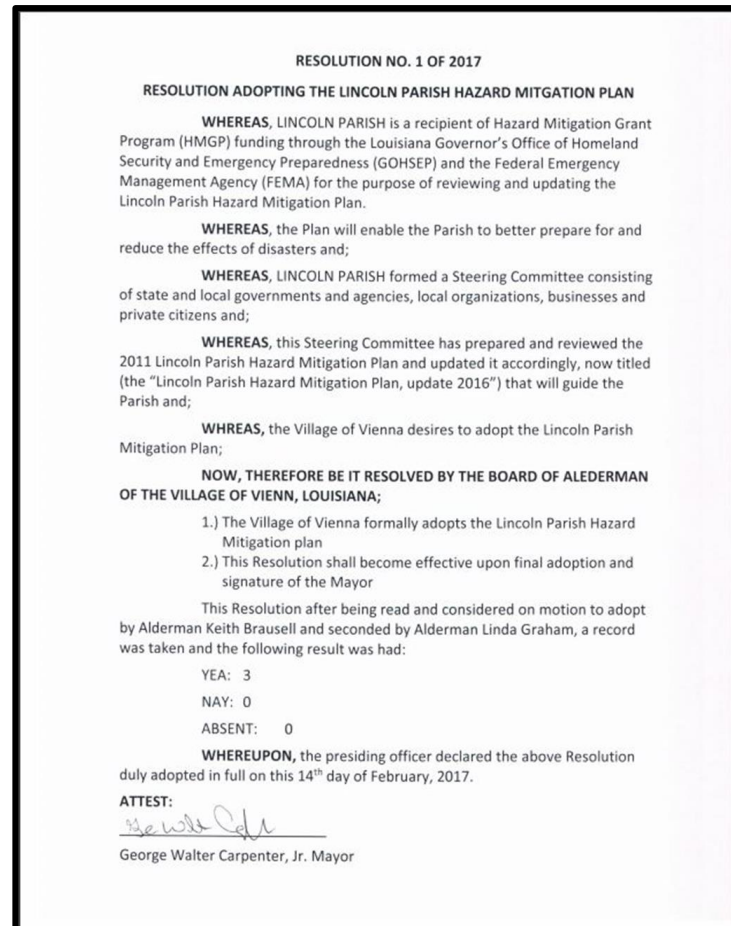 RESOLUTION NO. 1 OF 2017
RESOLUTION ADOPTING THE LINCOLN PARISH HAZARD MITGATION PLAN
WHEREAS, LINCOLN PARISH is a recipient of Hazard Mitigation Grant
Program (HMGP) funding through the Louisiana Governor's Office of Homeland
Security and Emergency Preparedness (GOHSEP) and the Federal Emergency
Management Agency (FEMA) for the purpose of reviewing and updating the
Lincoln Parish Hazard Mitigation Plan.
WHEREAS, the Plan will enable the Parish to better prepare for and
reduce the effects of disasters and;
WHEREAS, LINCOLN PARISH formed a Steering Committee consisting
of state and local governments and agencies, local organizations, businesses and
private citizens and;
WHEREAS, this Steering Committee has prepared and reviewed the
2011 Lincoln Parish Hazard Mitigation Plan and updated it accordingly, now titled
(the "Lincoln Parish Hazard Mitigation Plan, update 2016") that will guide the
Parish and;
WHREAS, the Village of Vienna desires to adopt the Lincoln Parish
Mitigation Plan;
NOW, THEREFORE BE IT RESOLVED BY THE BOARD OF ALEDERMAN
OF THE VILLAGE OF VIENN, LOUISIANA;
1.) The Village of Vienna formally adopts the Lincoln Parish Hazard
Mitigation plan
2.) This Resolution shall become effective upon final adoption and
signature of the Mayor
This Resolution after being read and considered on motion to adopt
by Alderman Keith Brausell and seconded by Alderman Linda Graham, a record
was taken and the following result was had:
YEA: 3
NAY: 0
ABSENT: 0
WHEREUPON, the presiding officer declared the above Resolution
duly adopted in full on this 14th day of February, 2017.
ATTEST:
George Walter Carpenter, Jr. Mayor